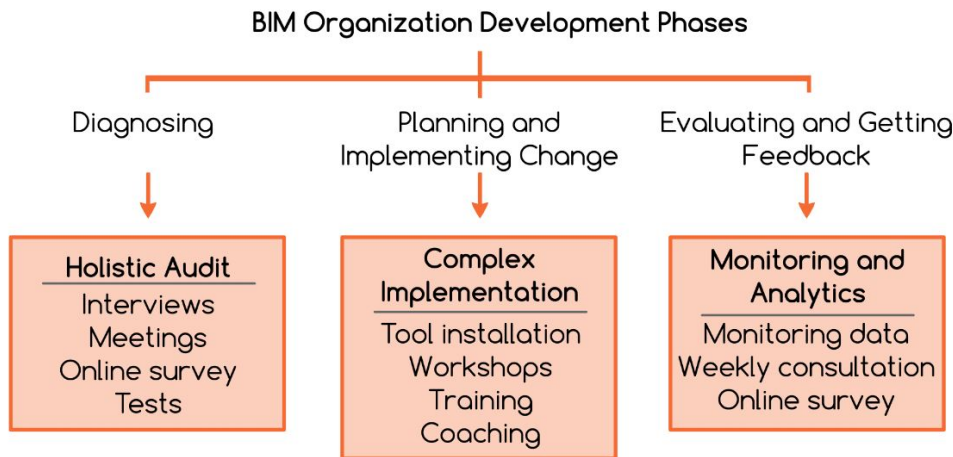 BIM Organization Development Phases
Diagnosing
Holistic Audit
Interviews
Meetings
Online survey
Tests
Planning and
Implementing Change
Complex
Implementation
Tool installation
Workshops
Training
Coaching
Evaluating and Getting
Feedback
Monitoring and
Analytics
Monitoring data
Weekly consultation
Online survey